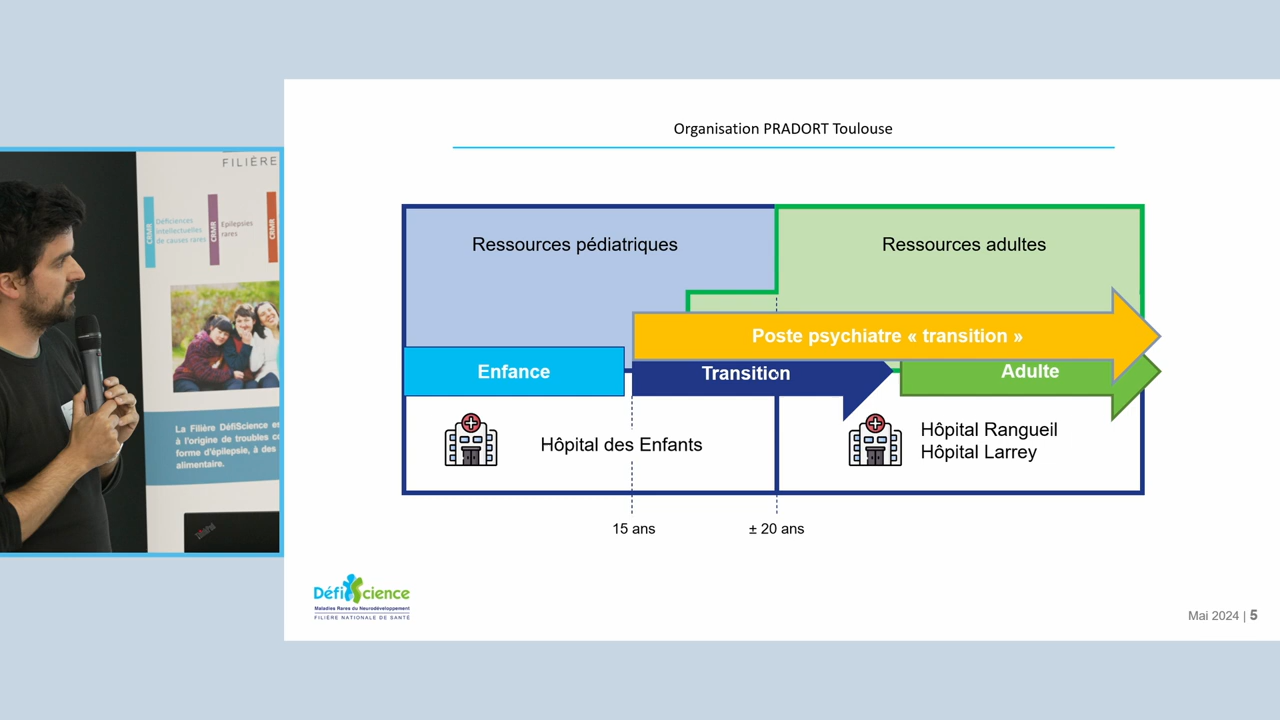 FILIÈRE
CRMR
Déficiences
intellectuelles
de causes rares
CRMR
Epilepsies
rares
CRMR
La Filière DéfiScience
à l'origine de troubles
forme d'épilepsie, à des
alimentaire.
Organisation PRADORT Toulouse
Ressources pédiatriques
Ressources adultes
Poste psychiatre « transition »
Enfance
Transition
Adulte
Hôpital des Enfants
Hôpital Rangueil
Hôpital Larrey
15 ans
± 20 ans
DéfiScience
Maladies Rares du Neurodéveloppement
FILIÈRE NATIONALE DE SANTÉ
Mai 2024 | 5